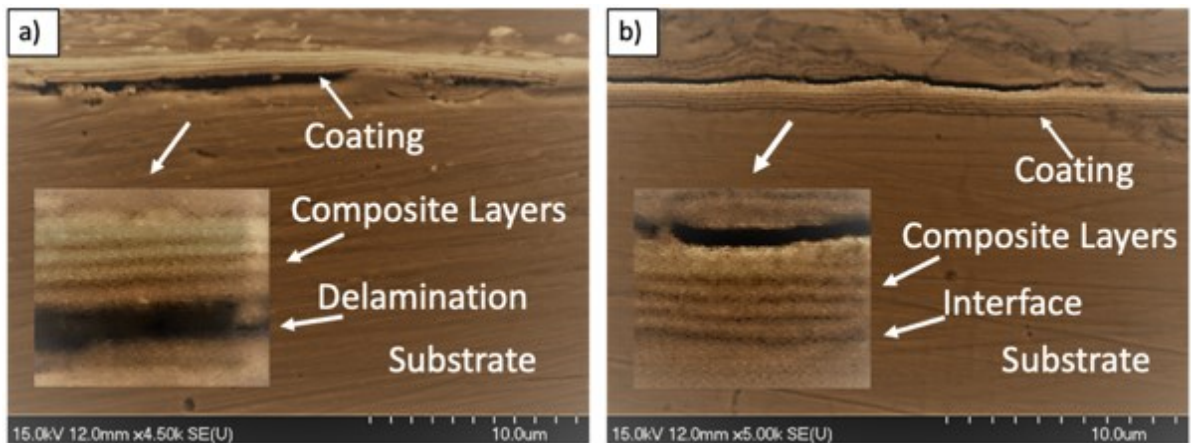 a)
Coating
Composite Layers
Delamination
Substrate
15.0kV 12.0mm x4.50k SE(U)
10.0um
b)
Coating
Composite Layers
Interface
Substrate
15.0kV 12.0mm x5.00k SE(U)
10.0um